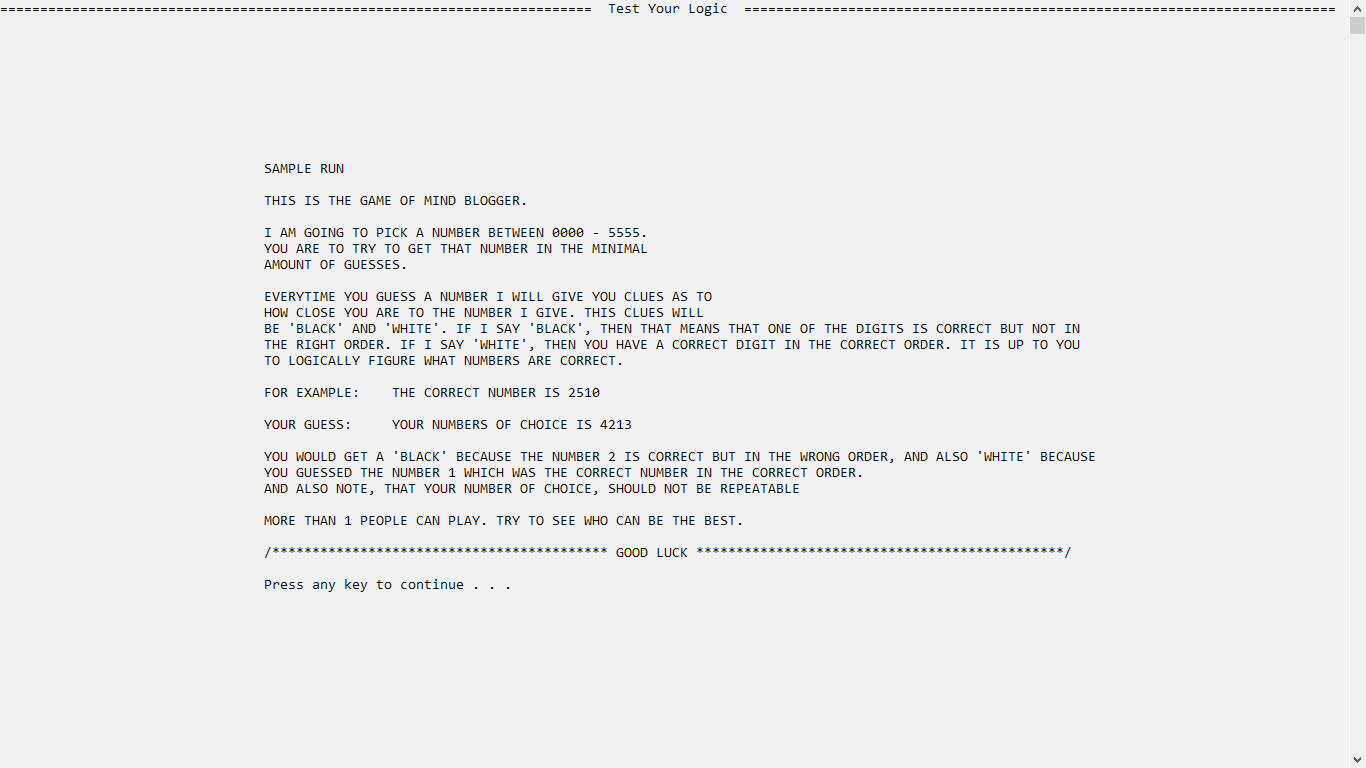 ========================================================================== Test Your Logic ==========================================================================
SAMPLE RUN
THIS IS THE GAME OF MIND BLOGGER.
I AM GOING TO PICK A NUMBER BETWEEN 0000 - 5555.
YOU ARE TO TRY TO GET THAT NUMBER IN THE MINIMAL
AMOUNT OF GUESSES.
EVERYTIME YOU GUESS A NUMBER I WILL GIVE YOU CLUES AS TO
HOW CLOSE YOU ARE TO THE NUMBER I GIVE. THIS CLUES WILL
BE 'BLACK' AND 'WHITE'. IF I SAY 'BLACK', THEN THAT MEANS THAT ONE OF THE DIGITS IS CORRECT BUT NOT IN
THE RIGHT ORDER. IF I SAY 'WHITE', THEN YOU HAVE A CORRECT DIGIT IN THE CORRECT ORDER. IT IS UP TO YOU
TO LOGICALLY FIGURE WHAT NUMBERS ARE CORRECT.
FOR EXAMPLE: THE CORRECT NUMBER IS 2510
YOUR GUESS: YOUR NUMBERS OF CHOICE IS 4213
YOU WOULD GET A 'BLACK' BECAUSE THE NUMBER 2 IS CORRECT BUT IN THE WRONG ORDER, AND ALSO 'WHITE' BECAUSE
YOU GUESSED THE NUMBER 1 WHICH WAS THE CORRECT NUMBER IN THE CORRECT ORDER.
AND ALSO NOTE, THAT YOUR NUMBER OF CHOICE, SHOULD NOT BE REPEATABLE
MORE THAN 1 PEOPLE CAN PLAY. TRY TO SEE WHO CAN BE THE BEST.
/****************************************** GOOD LUCK **********************************************/
Press any key to continue . . .